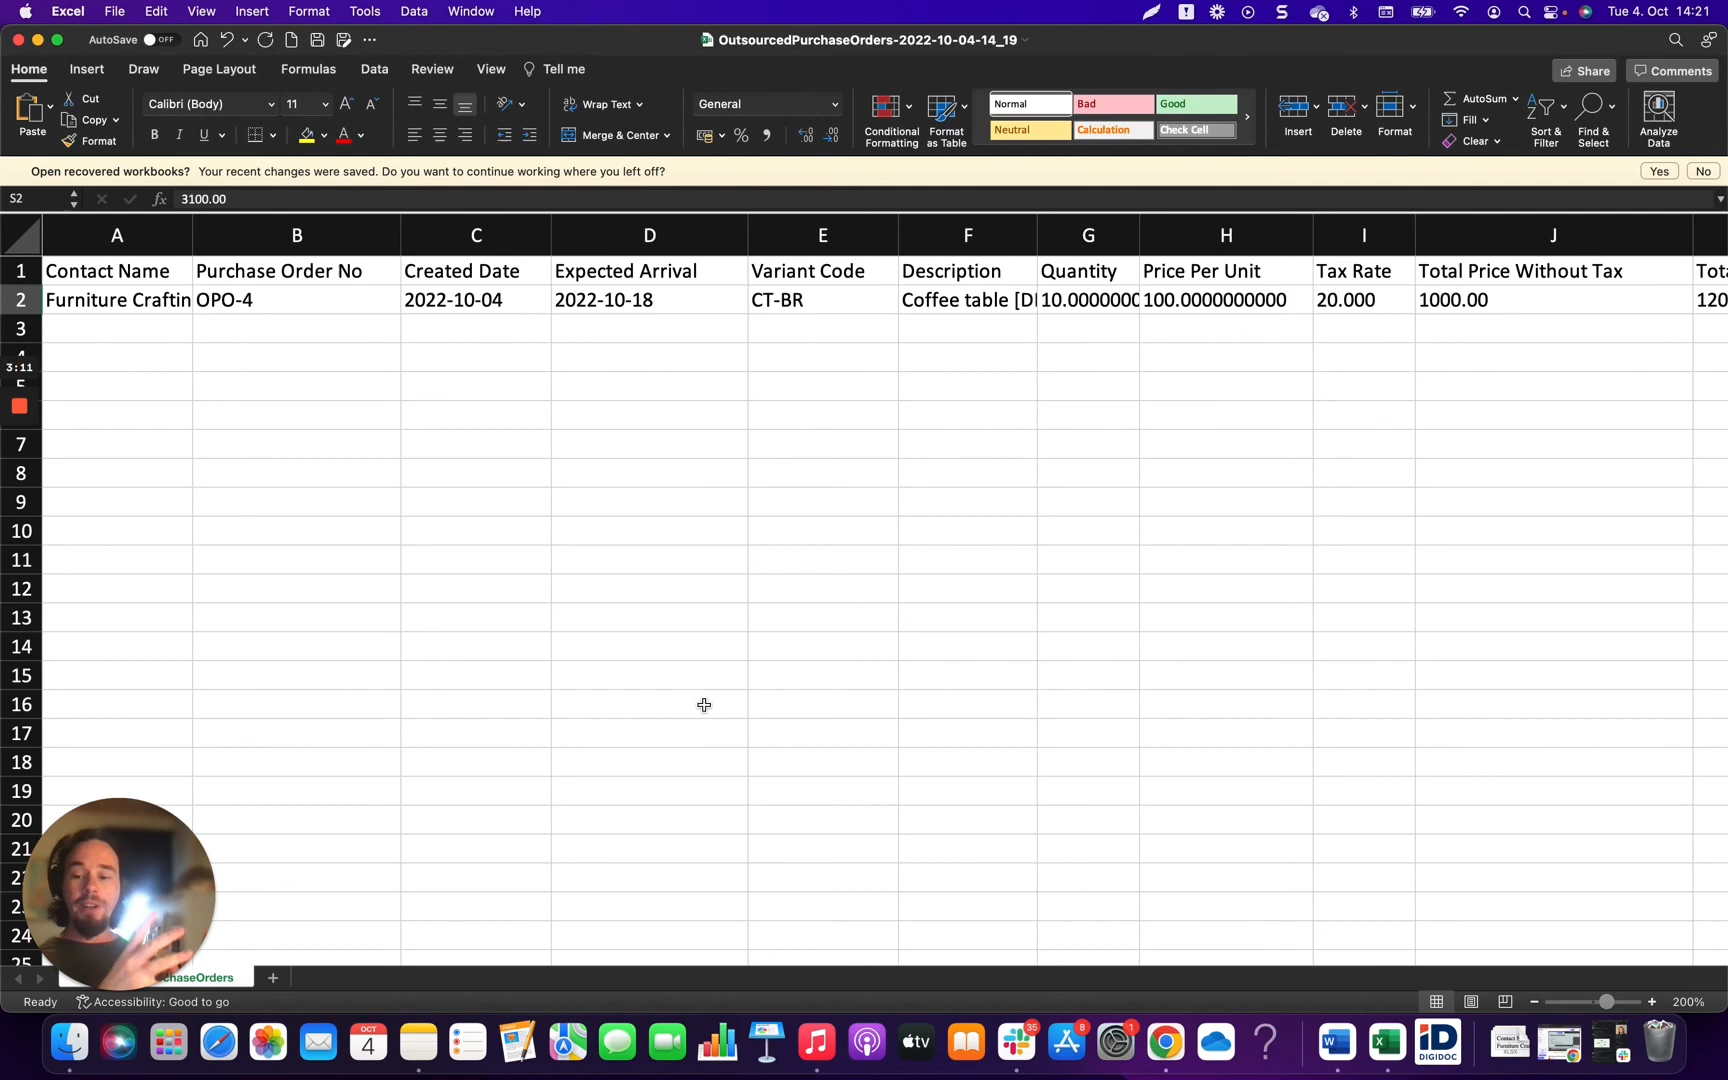 Excel File Edit View Insert Format Tools Data Window Help Tue 4. Oct 14:21
AutoSave OFF OutsourcedPurchaseOrders-2022-10-04-14_19
Home Insert Draw Page Layout Formulas Data Review View Tell me Share Comments
Paste Cut Copy Format
Calibri (Body) 11 B I U A
Wrap Text Merge & Center
General
Conditional Formatting Format as Table
Normal Bad Good
Neutral Calculation Check Cell
Insert Delete Format
AutoSum Fill Clear
Sort & Filter Find & Select Analyze Data
Open recovered workbooks? Your recent changes were saved. Do you want to continue working where you left off? Yes No
S2 fx 3100.00
A B C D E F G H I J
1 Contact Name Purchase Order No Created Date Expected Arrival Variant Code Description Quantity Price Per Unit Tax Rate Total Price Without Tax Tot
2 Furniture Craftin OPO-4 2022-10-04 2022-10-18 CT-BR Coffee table [D 10.0000000 100.0000000000 20.000 1000.00 120
3
3:11
7
8
9
10
11
12
13
14
15
16
17
18
19
20
21
24
25
chaseOrders +
Ready Accessibility: Good to go 200%
OCT 4 tv 35 8 1 W X iD DIGIDOC